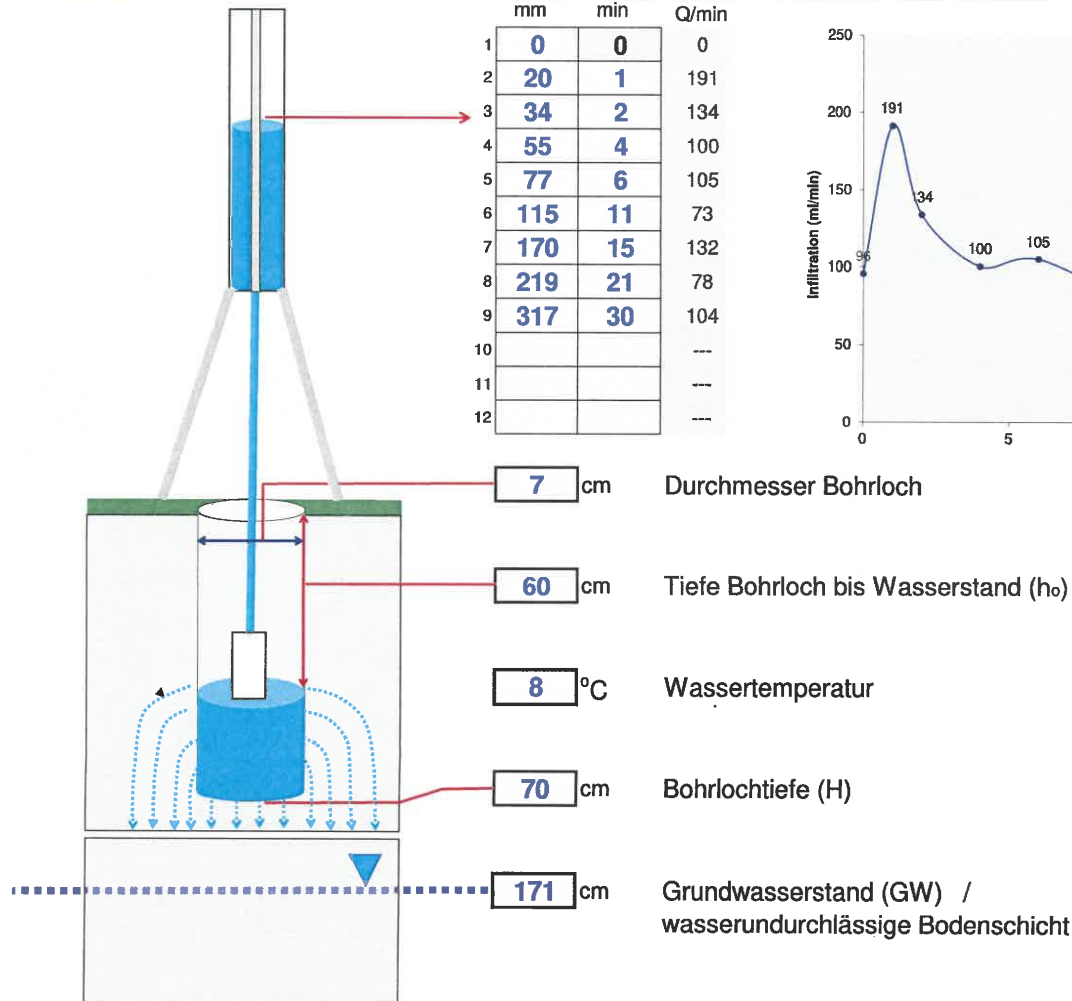 mm min Q/min
1 0 0 0
2 20 1 191
3 34 2 134
4 55 4 100
5 77 6 105
6 115 11 73
7 170 15 132
8 219 21 78
9 317 30 104
10 ---
11 ---
12 ---
250
200
150
100
50
0
0 5
Infiltration (ml/min)
96
191
134
100
105
7 cm Durchmesser Bohrloch
60 cm Tiefe Bohrloch bis Wasserstand (ho)
8 °C Wassertemperatur
70 cm Bohrlochtiefe (H)
171 cm Grundwasserstand (GW) /
wasserundurchlässige Bodenschicht